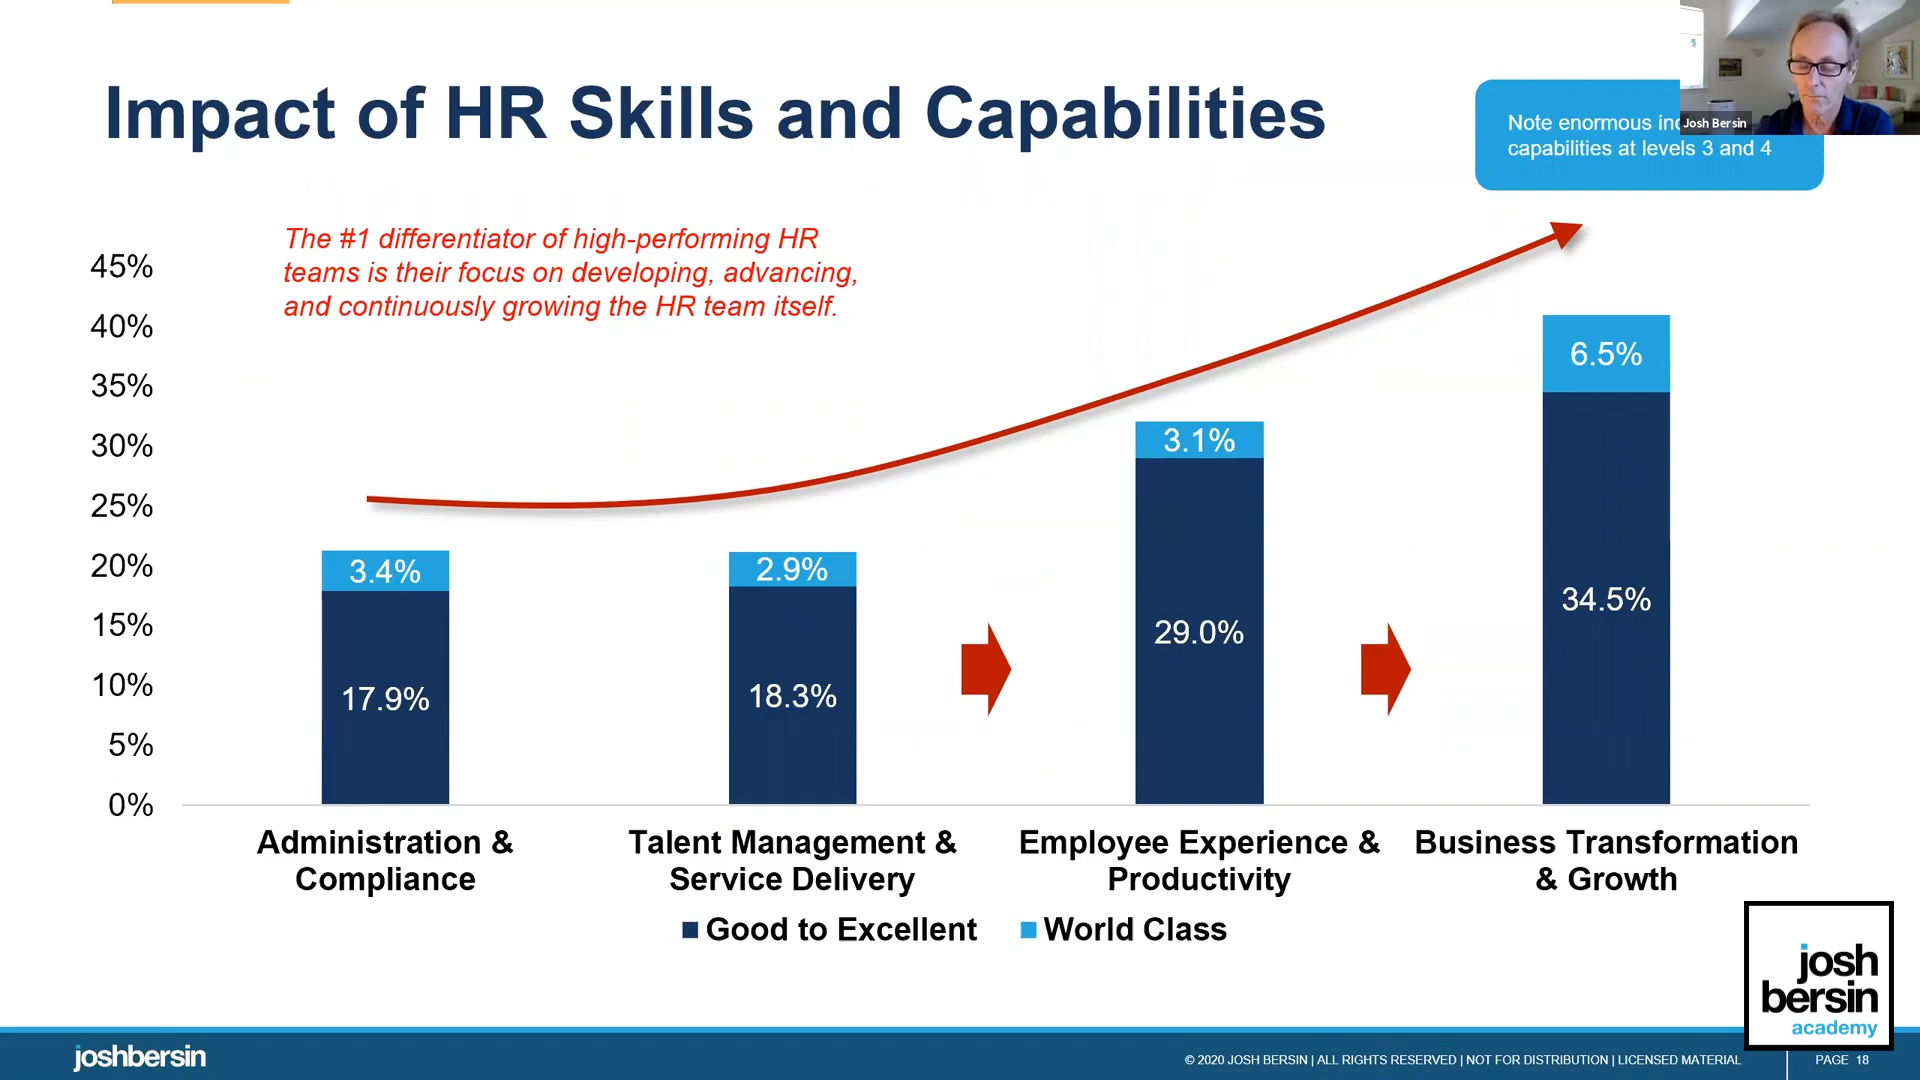 Impact of HR Skills and Capabilities
Note enormous
capabilities at levels 3 and 4
Josh Bersin
The #1 differentiator of high-performing HR
teams is their focus on developing, advancing,
and continuously growing the HR team itself.
45%
40%
35%
30%
25%
20%
15%
10%
5%
0%
3.4%
17.9%
2.9%
18.3%
3.1%
29.0%
6.5%
34.5%
Administration &
Compliance
Talent Management &
Service Delivery
Employee Experience &
Productivity
Business Transformation
& Growth
Good to Excellent
World Class
josh
bersin
academy
joshbersin
© 2020 JOSH BERSIN | ALL RIGHTS RESERVED | NOT FOR DISTRIBUTION | LICENSED MATERIAL
PAGE 18